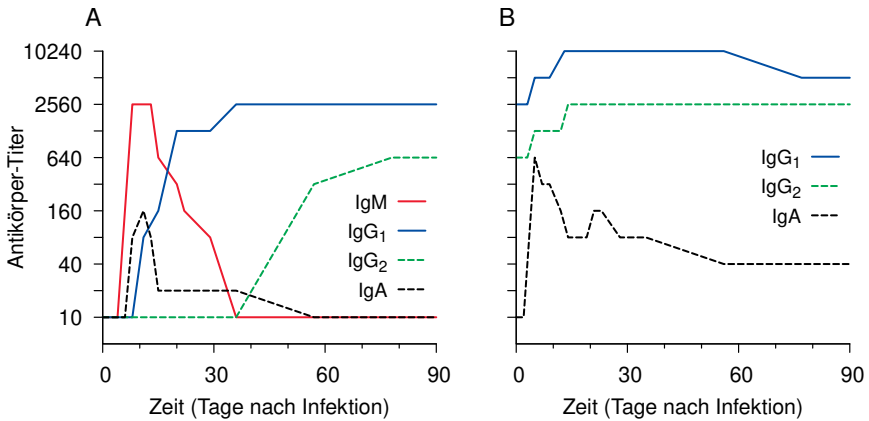 A
B
Antikörper-Titer
10240
2560
640
160
40
10
IgM
IgG1
IgG2
IgA
0
30
60
90
Zeit (Tage nach Infektion)
IgG1
IgG2
IgA
0
30
60
90
Zeit (Tage nach Infektion)